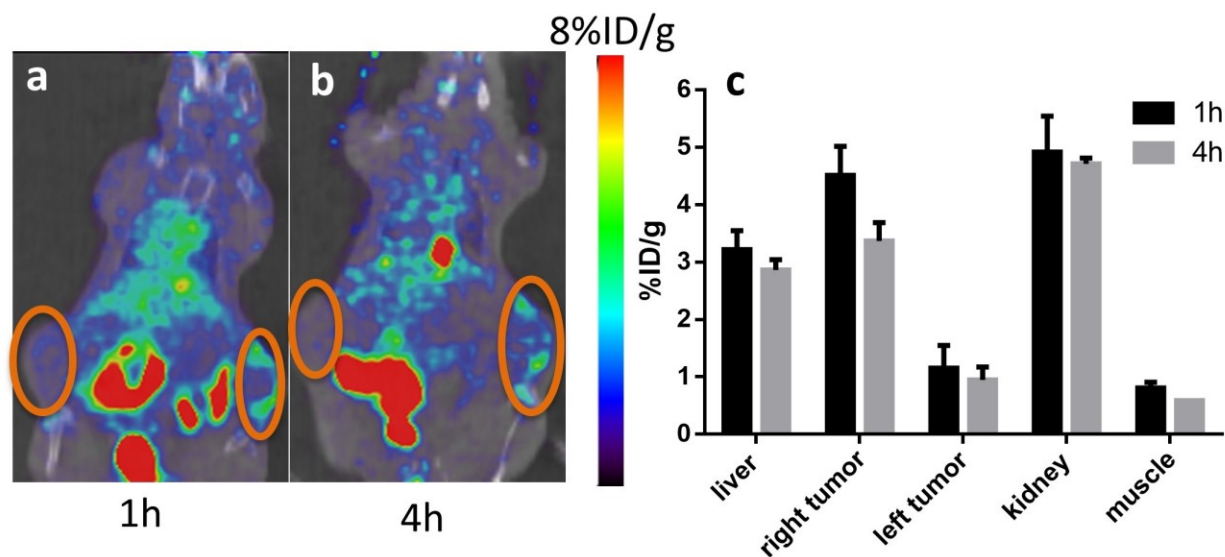 8%ID/g
a
b
c
1h
4h
6
5
4
3
2
1
0
%ID/g
1h
4h
liver
right tumor
left tumor
kidney
muscle